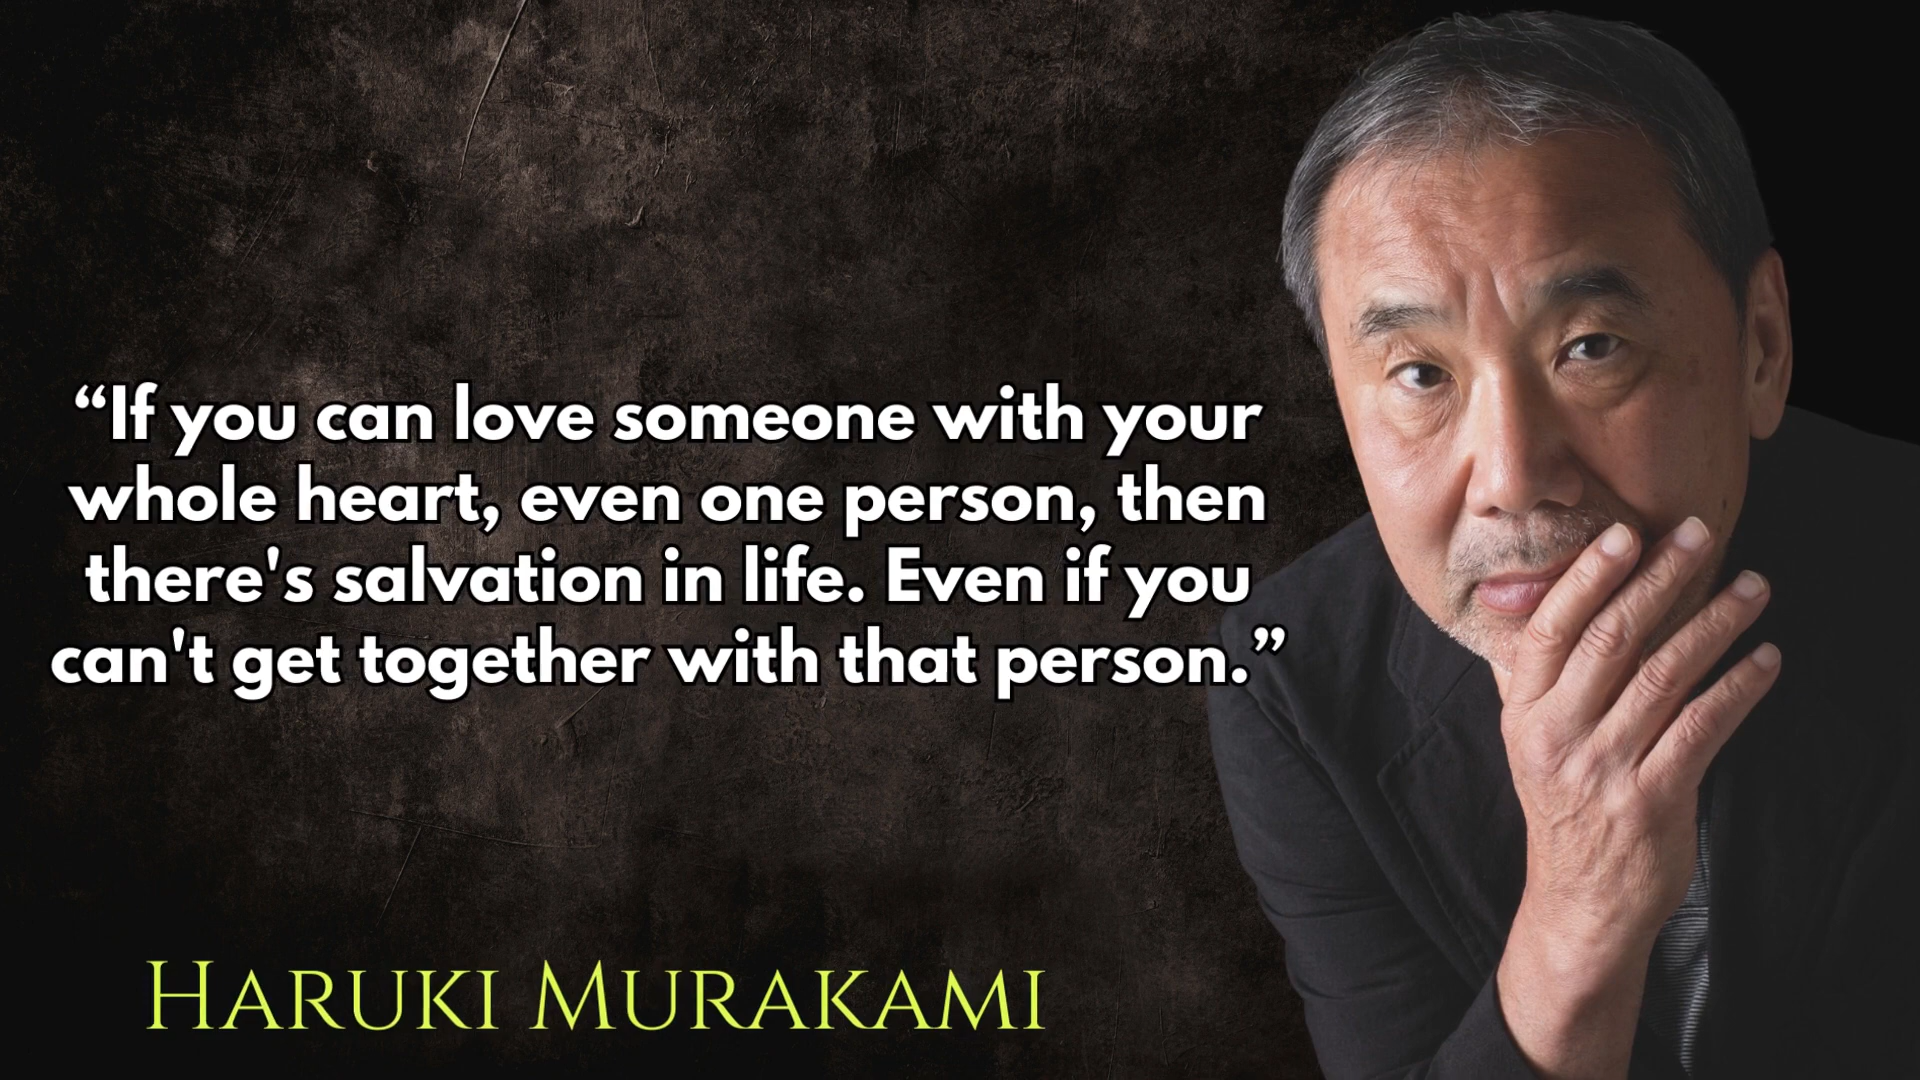 “If you can love someone with your
whole heart, even one person, then
there's salvation in life. Even if you
can't get together with that person.”
HARUKI MURAKAMI